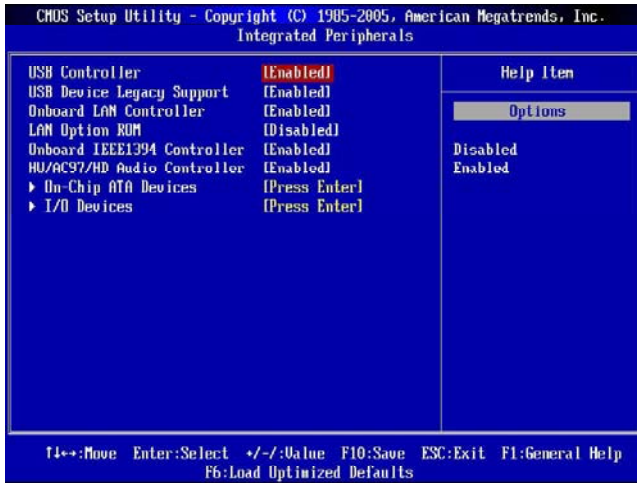 CMOS Setup Utility - Copyright (C) 1985-2005, American Megatrends, Inc.
Integrated Peripherals
USB Controller [Enabled]
USB Device Legacy Support [Enabled]
Onboard LAN Controller [Enabled]
LAN Option ROM [Disabled]
Onboard IEEE1394 Controller [Enabled]
HV/AC97/HD Audio Controller [Enabled]
▸ On-Chip ATA Devices [Press Enter]
▸ I/O Devices [Press Enter]
Help Item
Options
Disabled
Enabled
↑↓←→:Move Enter:Select +/-/:Value F10:Save ESC:Exit F1:General Help
F6:Load Optimized Defaults